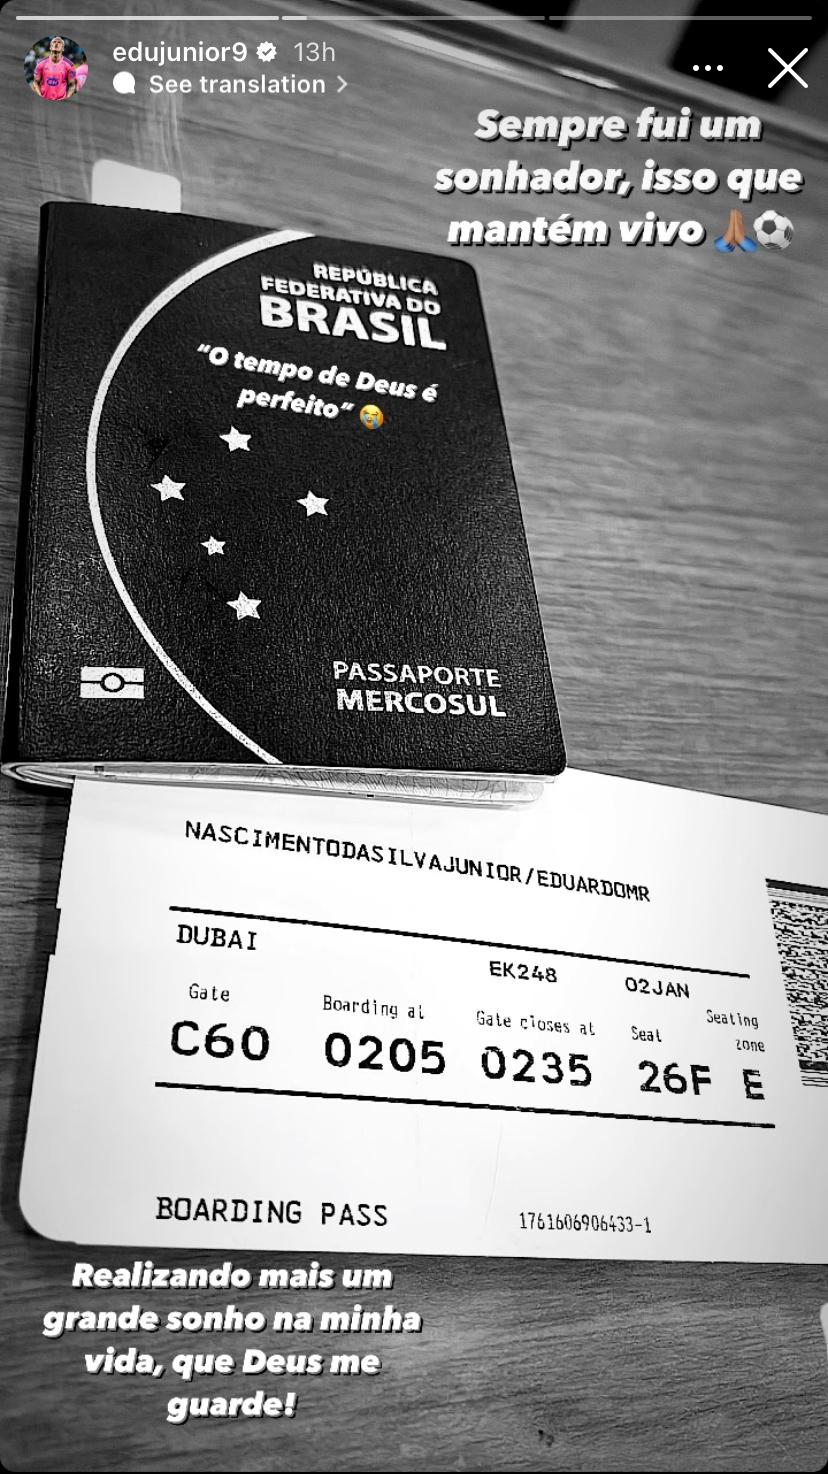 edujunior9 13h
See translation
Sempre fui um
sonhador, isso que
mantém vivo 🙏🏽⚽
REPÚBLICA
FEDERATIVA DO
BRASIL
"O tempo de Deus é
perfeito" 😭
PASSAPORTE
MERCOSUL
NASCIMENTODASILVAJUNIOR/EDUARDOMR
DUBAI
EK248 02JAN
Gate Boarding at Gate closes at Seat Seating zone
C60 0205 0235 26F E
BOARDING PASS 1761606906433-1
Realizando mais um
grande sonho na minha
vida, que Deus me
guarde!